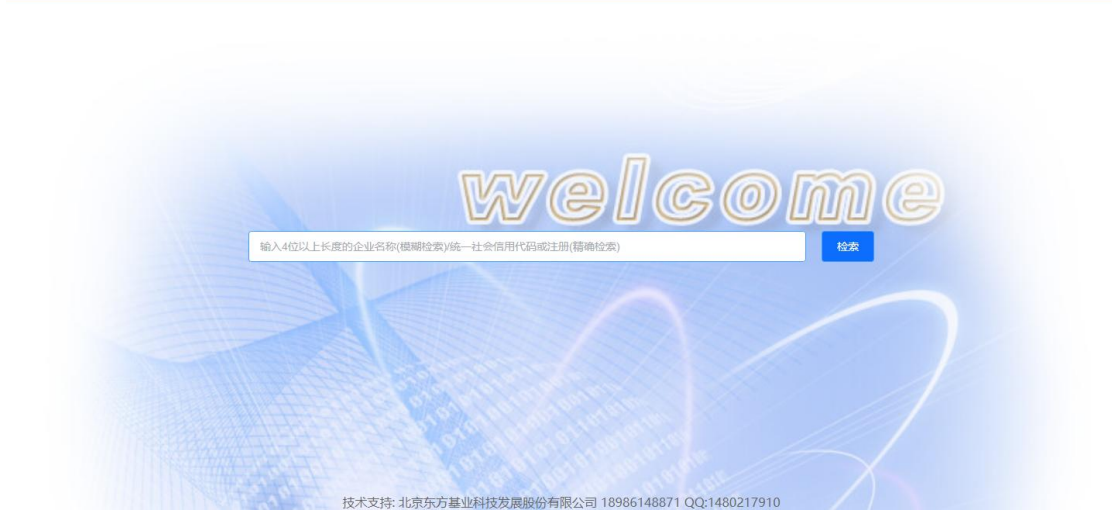 welcome
输入4位以上长度的企业名称(模糊检索)/统一社会信用代码或注册(精确检索)
检索
技术支持: 北京东方基业科技发展股份有限公司 18986148871 QQ:1480217910